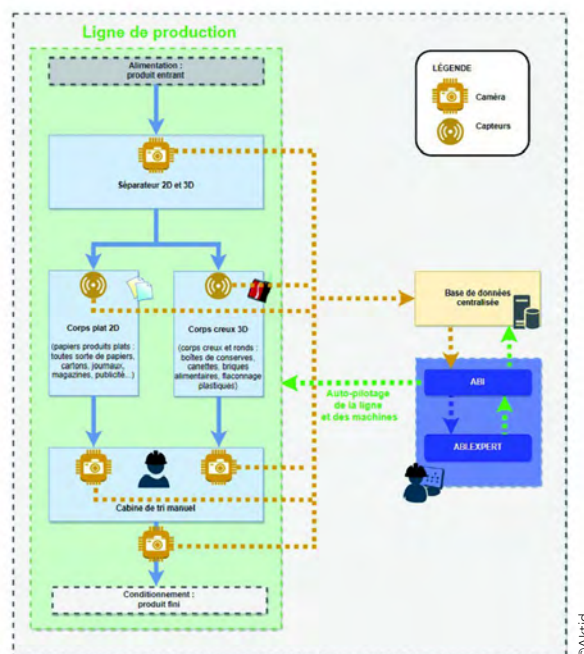 Ligne de production
Alimentation :
produit entrant
LÉGENDE
Caméra
Capteurs
Séparateur 2D et 3D
Corps plat 2D
(papiers produits plats :
toutes sorte de papiers,
cartons, journaux,
magazines, publicité...)
Corps creux 3D
(corps creux et ronds :
boîtes de conserves,
canettes, briques
alimentaires, flaconnage
plastiques)
Base de données
centralisée
ABI
ABI.EXPERT
Auto-pilotage
de la ligne
et des machines
Cabine de tri manuel
Conditionnement :
produit fini
©Aktid